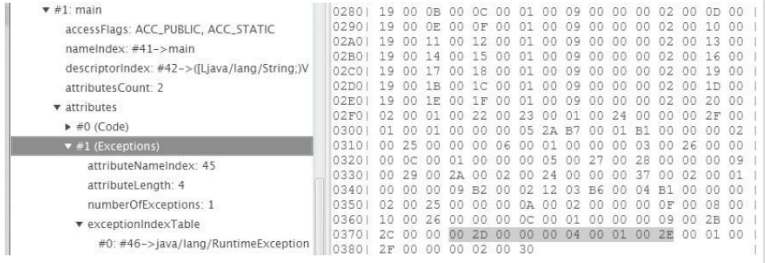 ▼ #1: main
accessFlags: ACC_PUBLIC, ACC_STATIC
nameIndex: #41->main
descriptorIndex: #42->([Ljava/lang/String;)V
attributesCount: 2
▼ attributes
▶ #0 (Code)
▼ #1 (Exceptions)
attributeNameIndex: 45
attributeLength: 4
numberOfExceptions: 1
▼ exceptionIndexTable
#0: #46->java/lang/RuntimeException
0280| 19 00 0B 00 0C 00 01 00 09 00 00 00 02 00 0D 00 |
0290| 19 00 0E 00 0F 00 01 00 09 00 00 00 02 00 10 00 |
02A0| 19 00 11 00 12 00 01 00 09 00 00 00 02 00 13 00 |
02B0| 19 00 14 00 15 00 01 00 09 00 00 00 02 00 16 00 |
02C0| 19 00 17 00 18 00 01 00 09 00 00 00 02 00 19 00 |
02D0| 19 00 1B 00 1C 00 01 00 09 00 00 00 02 00 1D 00 |
02E0| 19 00 1E 00 1F 00 01 00 09 00 00 00 02 00 20 00 |
02F0| 02 00 01 00 22 00 23 00 01 00 24 00 00 00 2F 00 |
0300| 01 00 01 00 00 00 05 2A B7 00 01 B1 00 00 00 02 |
0310| 00 25 00 00 00 06 00 01 00 00 00 03 00 26 00 00 |
0320| 00 0C 00 01 00 00 00 05 00 27 00 28 00 00 00 09 |
0330| 00 29 00 2A 00 02 00 24 00 00 00 37 00 02 00 01 |
0340| 00 00 00 09 B2 00 02 12 03 B6 00 04 B1 00 00 00 |
0350| 02 00 25 00 00 00 0A 00 02 00 00 00 0F 00 08 00 |
0360| 10 00 26 00 00 00 0C 00 01 00 00 00 09 00 2B 00 |
0370| 2C 00 00 00 2D 00 00 00 04 00 01 00 2E 00 01 00 |
0380| 2F 00 00 00 02 00 30 |